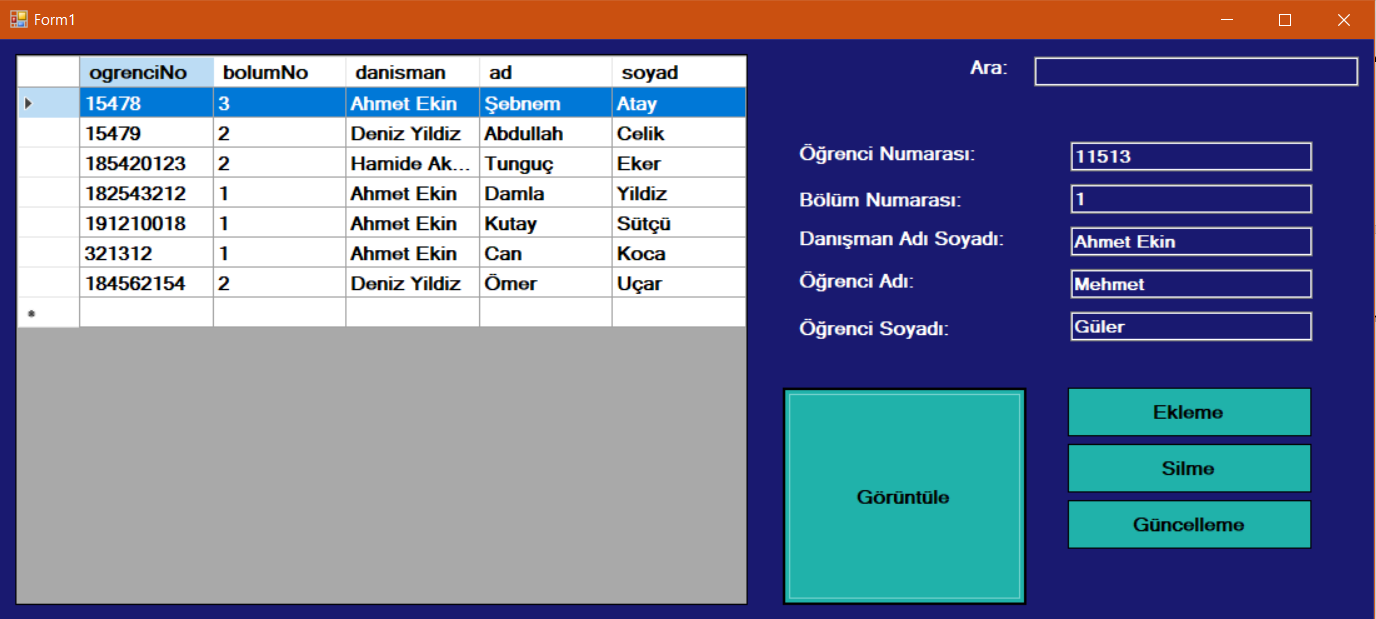 Form1
ogrenciNo bolumNo danisman ad soyad
15478 3 Ahmet Ekin Şebnem Atay
15479 2 Deniz Yildiz Abdullah Celik
185420123 2 Hamide Ak... Tunguç Eker
182543212 1 Ahmet Ekin Damla Yildiz
191210018 1 Ahmet Ekin Kutay Sütçü
321312 1 Ahmet Ekin Can Koca
184562154 2 Deniz Yildiz Ömer Uçar
Ara:
Öğrenci Numarası: 11513
Bölüm Numarası: 1
Danışman Adı Soyadı: Ahmet Ekin
Öğrenci Adı: Mehmet
Öğrenci Soyadı: Güler
Görüntüle
Ekleme
Silme
Güncelleme